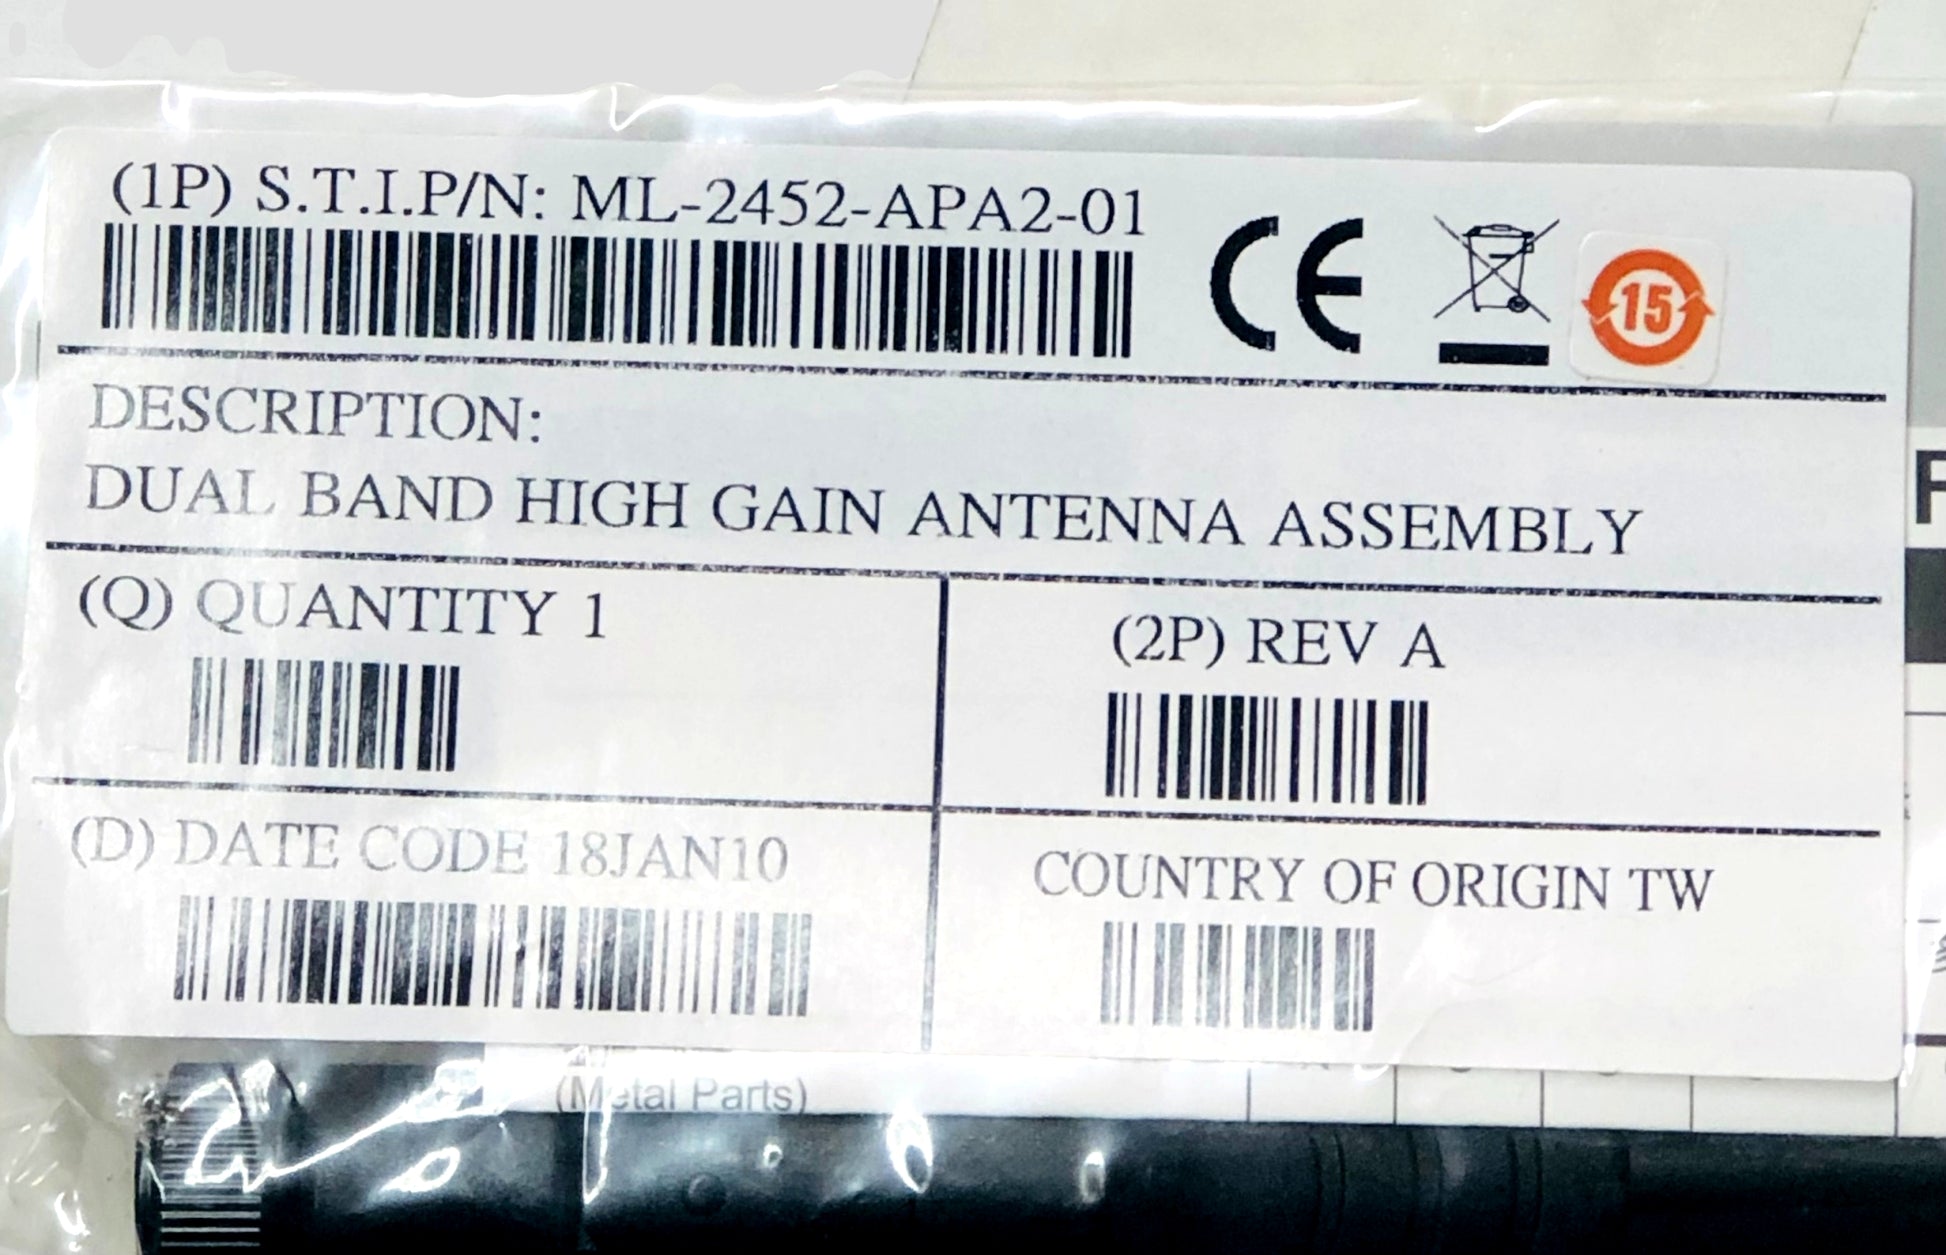 (1P) S.T.I.P/N: ML-2452-APA2-01
CE
15
DESCRIPTION:
DUAL BAND HIGH GAIN ANTENNA ASSEMBLY
(Q) QUANTITY 1
(2P) REV A
(D) DATE CODE 18JAN10
COUNTRY OF ORIGIN TW
(Metal Parts)